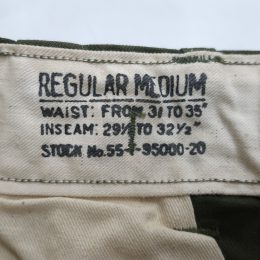 REGULAR MEDIUM
WAIST: FROM 31 TO 35"
INSEAM: 29½ TO 32½"
STOCK No. 55-T-95000-20